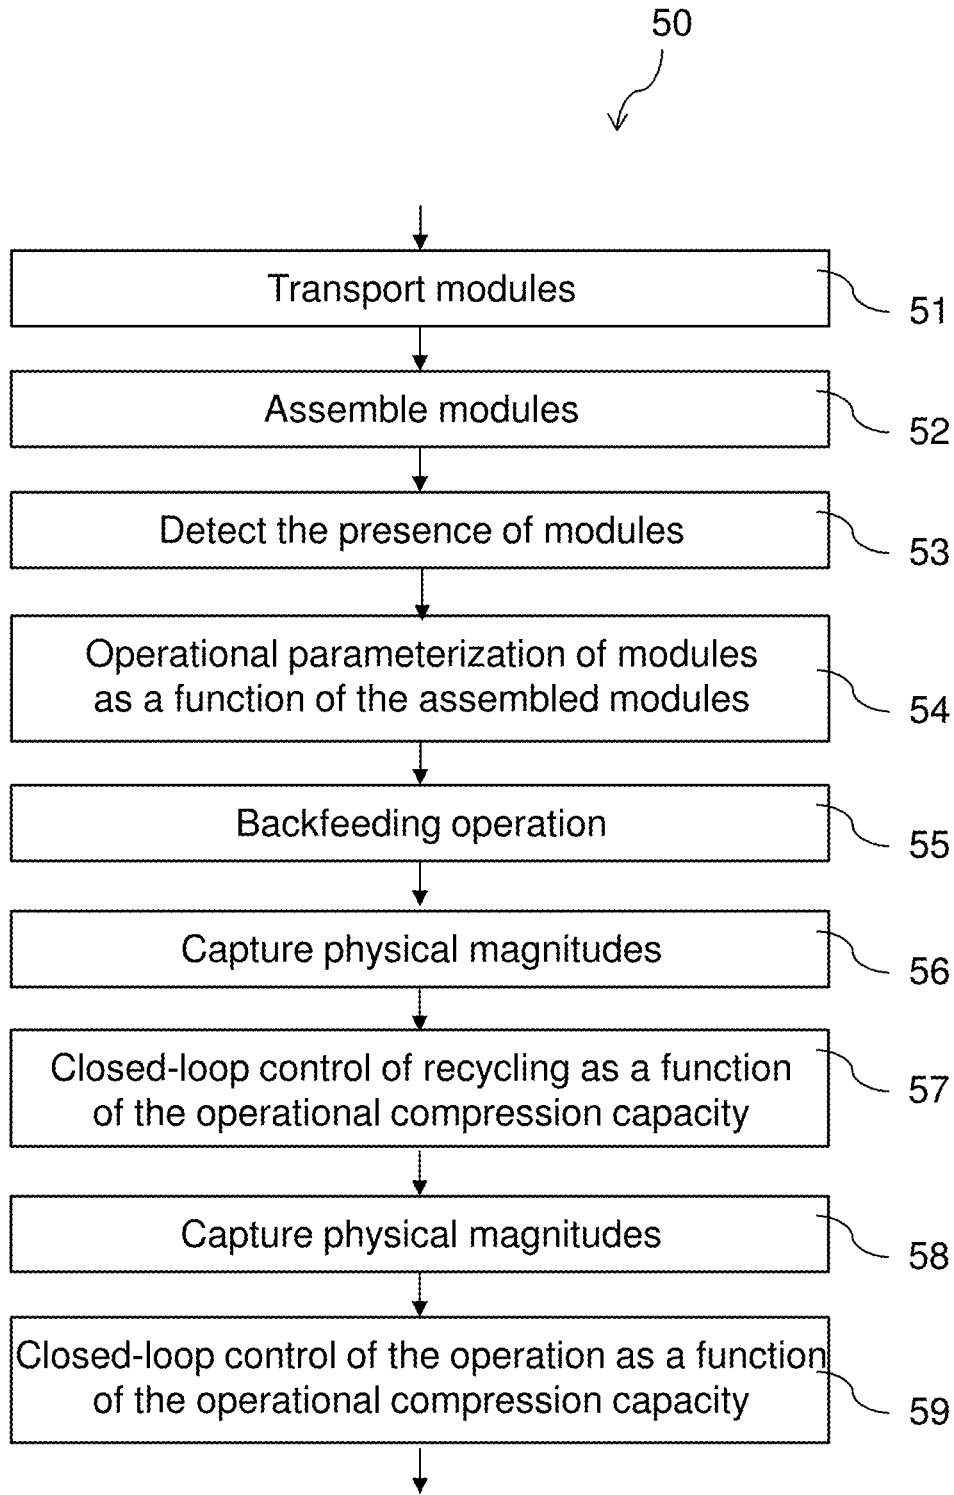 50
Transport modules
51
Assemble modules
52
Detect the presence of modules
53
Operational parameterization of modules
as a function of the assembled modules
54
Backfeeding operation
55
Capture physical magnitudes
56
Closed-loop control of recycling as a function
of the operational compression capacity
57
Capture physical magnitudes
58
Closed-loop control of the operation as a function
of the operational compression capacity
59